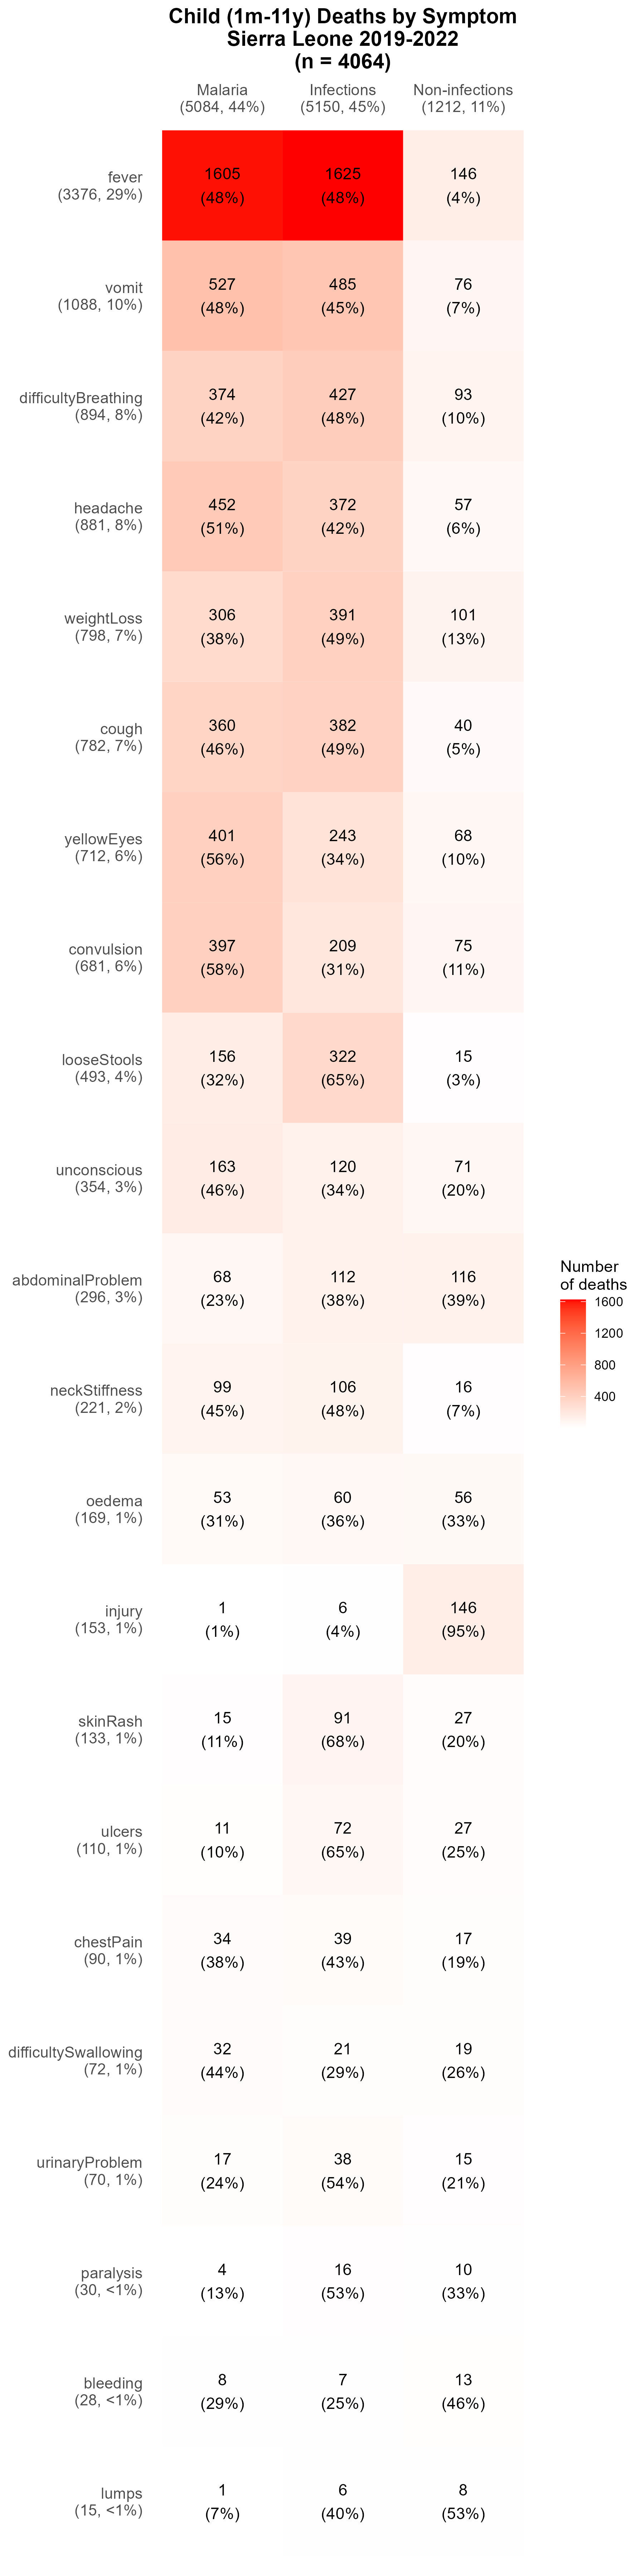 Child (1m-11y) Deaths by Symptom
Sierra Leone 2019-2022
(n = 4064)
Malaria Infections Non-infections
(5084, 44%) (5150, 45%) (1212, 11%)
fever 1605 1625 146
(3376, 29%) (48%) (48%) (4%)
vomit 527 485 76
(1088, 10%) (48%) (45%) (7%)
difficultyBreathing 374 427 93
(894, 8%) (42%) (48%) (10%)
headache 452 372 57
(881, 8%) (51%) (42%) (6%)
weightLoss 306 391 101
(798, 7%) (38%) (49%) (13%)
cough 360 382 40
(782, 7%) (46%) (49%) (5%)
yellowEyes 401 243 68
(712, 6%) (56%) (34%) (10%)
convulsion 397 209 75
(681, 6%) (58%) (31%) (11%)
looseStools 156 322 15
(493, 4%) (32%) (65%) (3%)
unconscious 163 120 71
(354, 3%) (46%) (34%) (20%)
abdominalProblem 68 112 116
(296, 3%) (23%) (38%) (39%)
neckStiffness 99 106 16
(221, 2%) (45%) (48%) (7%)
oedema 53 60 56
(169, 1%) (31%) (36%) (33%)
injury 1 6 146
(153, 1%) (1%) (4%) (95%)
skinRash 15 91 27
(133, 1%) (11%) (68%) (20%)
ulcers 11 72 27
(110, 1%) (10%) (65%) (25%)
chestPain 34 39 17
(90, 1%) (38%) (43%) (19%)
difficultySwallowing 32 21 19
(72, 1%) (44%) (29%) (26%)
urinaryProblem 17 38 15
(70, 1%) (24%) (54%) (21%)
paralysis 4 16 10
(30, <1%) (13%) (53%) (33%)
bleeding 8 7 13
(28, <1%) (29%) (25%) (46%)
lumps 1 6 8
(15, <1%) (7%) (40%) (53%)
Number
of deaths
1600
1200
800
400